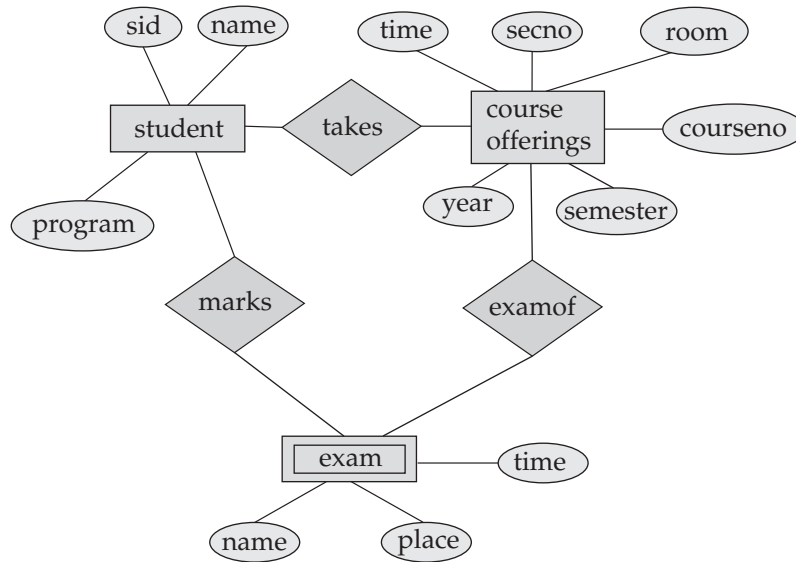 sid
name
time
secno
room
student
takes
course
offerings
courseno
program
year
semester
marks
examof
exam
time
name
place